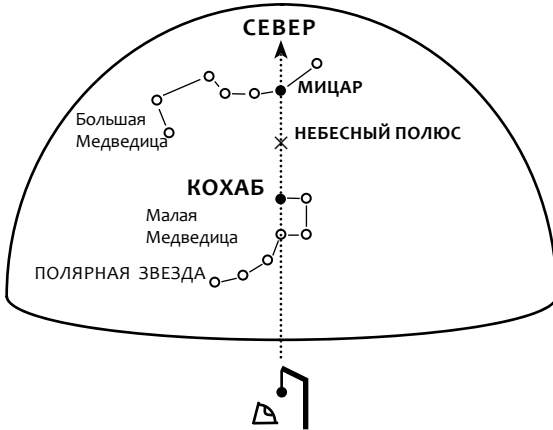 СЕВЕР
МИЦАР
Большая
Медведица
НЕБЕСНЫЙ ПОЛЮС
КОХАБ
Малая
Медведица
ПОЛЯРНАЯ ЗВЕЗДА